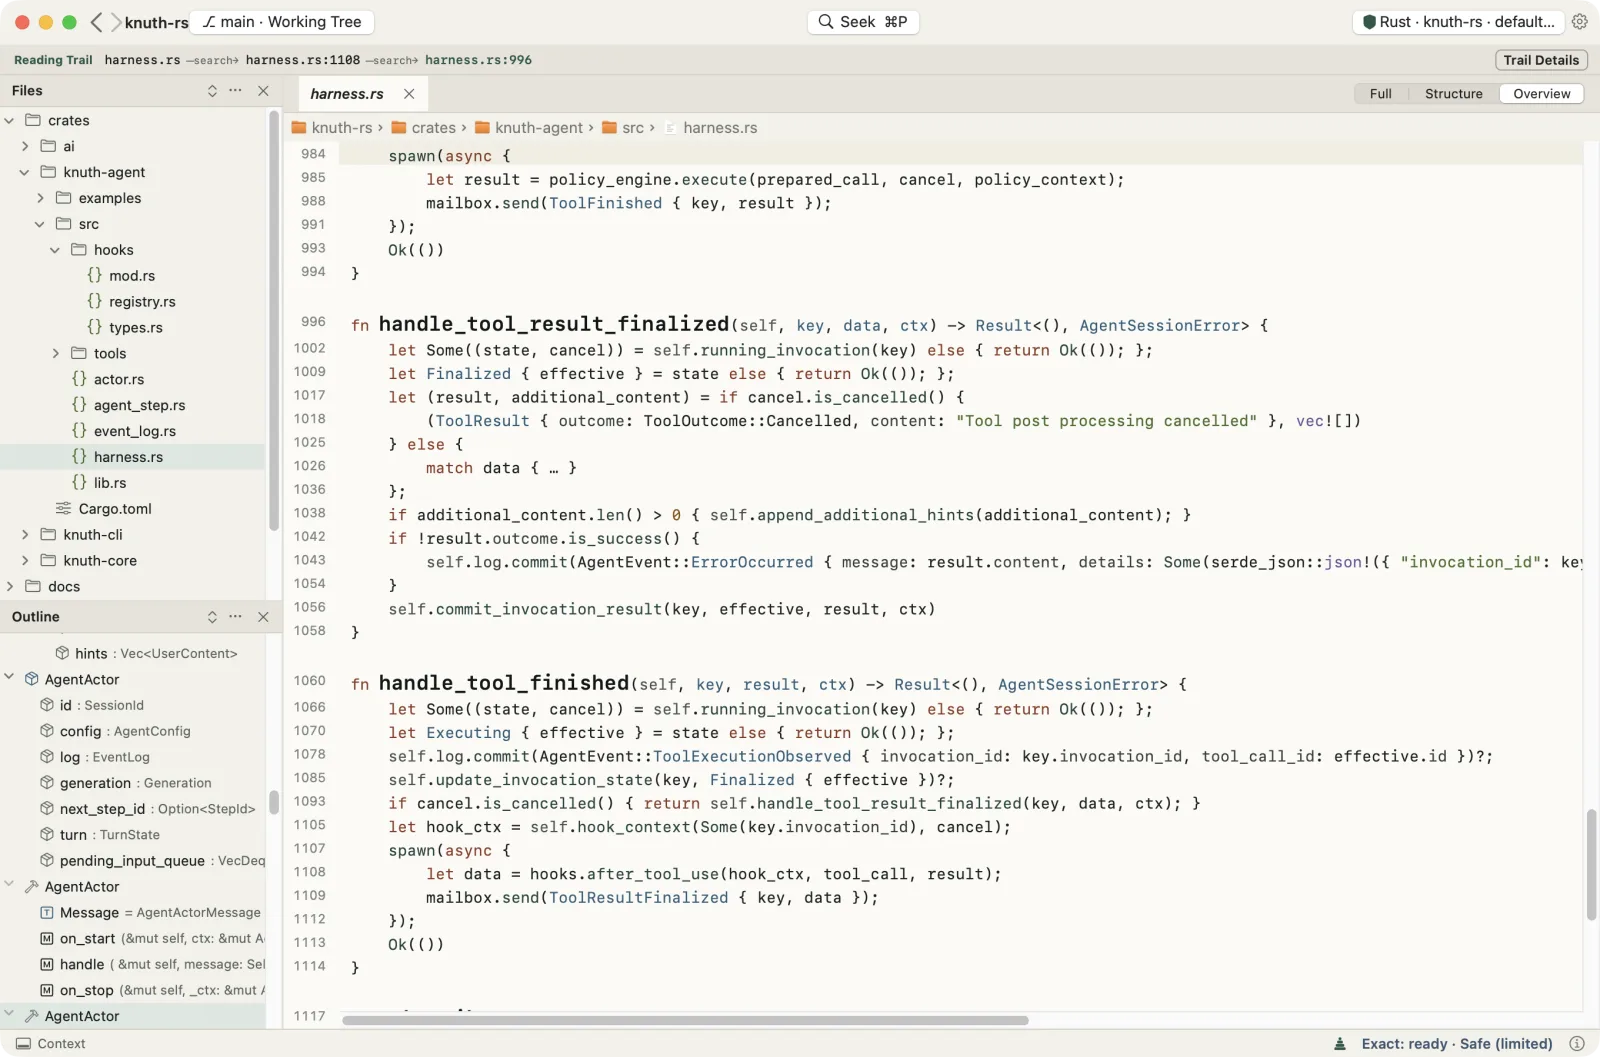 knuth-rs
main · Working Tree
Seek ⌘P
Rust · knuth-rs · default...
Reading Trail harness.rs —search→ harness.rs:1108 —search→ harness.rs:996
Trail Details
Files
crates
ai
knuth-agent
examples
src
hooks
{} mod.rs
{} registry.rs
{} types.rs
tools
{} actor.rs
{} agent_step.rs
{} event_log.rs
{} harness.rs
{} lib.rs
Cargo.toml
knuth-cli
knuth-core
docs
Outline
hints : Vec<UserContent>
AgentActor
id : SessionId
config : AgentConfig
log : EventLog
generation : Generation
next_step_id : Option<StepId>
turn : TurnState
pending_input_queue : VecDeq
AgentActor
T Message = AgentActorMessage
M on_start (&mut self, ctx: &mut A
M handle ( &mut self, message: Sel
M on_stop (&mut self, _ctx: &mut A
AgentActor
harness.rs
Full Structure Overview
knuth-rs › crates › knuth-agent › src › harness.rs
984 spawn(async {
985 let result = policy_engine.execute(prepared_call, cancel, policy_context);
988 mailbox.send(ToolFinished { key, result });
991 });
993 Ok(())
994 }
996 fn handle_tool_result_finalized(self, key, data, ctx) -> Result<(), AgentSessionError> {
1002 let Some((state, cancel)) = self.running_invocation(key) else { return Ok(()); };
1009 let Finalized { effective } = state else { return Ok(()); };
1017 let (result, additional_content) = if cancel.is_cancelled() {
1018 (ToolResult { outcome: ToolOutcome::Cancelled, content: "Tool post processing cancelled" }, vec![])
1025 } else {
1026 match data { … }
1036 };
1038 if additional_content.len() > 0 { self.append_additional_hints(additional_content); }
1042 if !result.outcome.is_success() {
1043 self.log.commit(AgentEvent::ErrorOccurred { message: result.content, details: Some(serde_json::json!({ "invocation_id": key
1054 }
1056 self.commit_invocation_result(key, effective, result, ctx)
1058 }
1060 fn handle_tool_finished(self, key, result, ctx) -> Result<(), AgentSessionError> {
1066 let Some((state, cancel)) = self.running_invocation(key) else { return Ok(()); };
1070 let Executing { effective } = state else { return Ok(()); };
1078 self.log.commit(AgentEvent::ToolExecutionObserved { invocation_id: key.invocation_id, tool_call_id: effective.id })?;
1085 self.update_invocation_state(key, Finalized { effective })?;
1093 if cancel.is_cancelled() { return self.handle_tool_result_finalized(key, data, ctx); }
1105 let hook_ctx = self.hook_context(Some(key.invocation_id), cancel);
1107 spawn(async {
1108 let data = hooks.after_tool_use(hook_ctx, tool_call, result);
1109 mailbox.send(ToolResultFinalized { key, data });
1112 });
1113 Ok(())
1114 }
1117
Context
Exact: ready · Safe (limited)